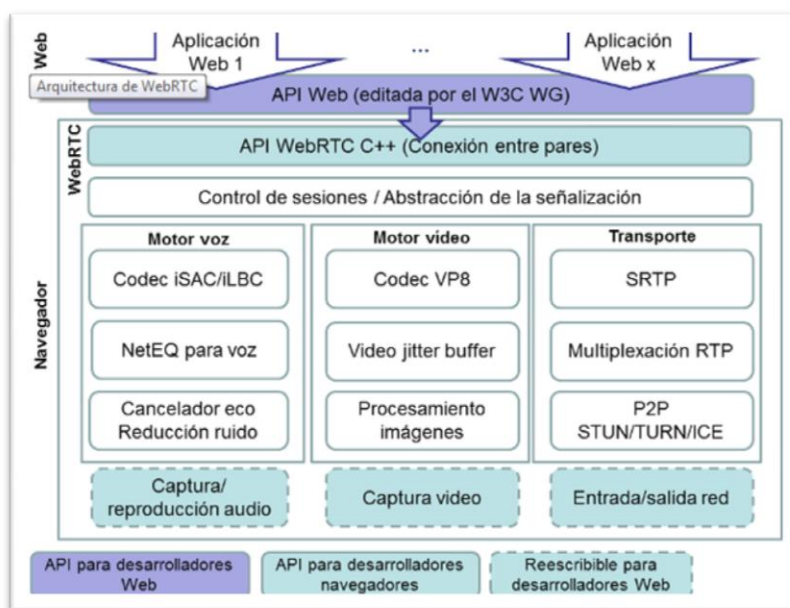 Web
Aplicación
Web 1
...
Aplicación
Web x
Arquitectura de WebRTC
API Web (editada por el W3C WG)
Navegador
WebRTC
API WebRTC C++ (Conexión entre pares)
Control de sesiones / Abstracción de la señalización
Motor voz
Codec iSAC/iLBC
NetEQ para voz
Cancelador eco
Reducción ruido
Captura/
reproducción audio
Motor video
Codec VP8
Video jitter buffer
Procesamiento
imágenes
Captura video
Transporte
SRTP
Multiplexación RTP
P2P
STUN/TURN/ICE
Entrada/salida red
API para desarrolladores
Web
API para desarrolladores
navegadores
Reescribible para
desarrolladores Web